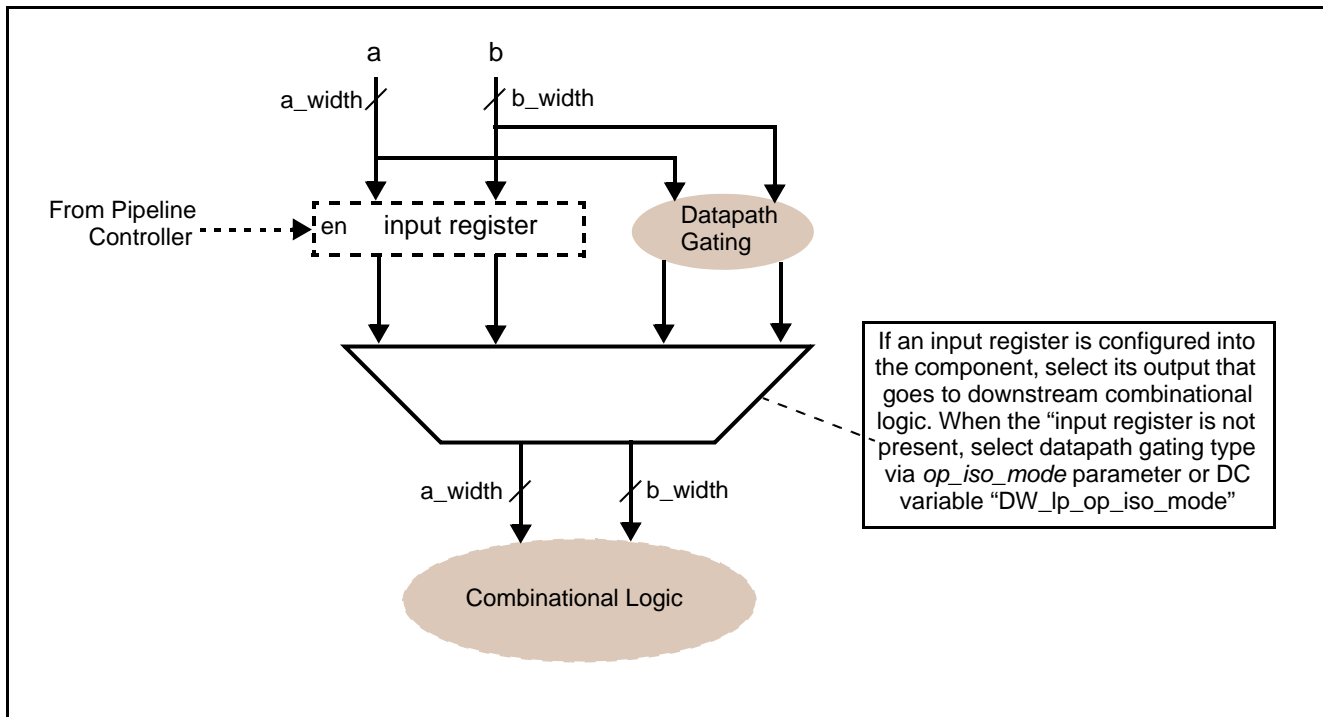 a
b
a_width
b_width
From Pipeline
Controller
en
input register
Datapath
Gating
If an input register is configured into
the component, select its output that
goes to downstream combinational
logic. When the “input register is not
present, select datapath gating type
via op_iso_mode parameter or DC
variable “DW_lp_op_iso_mode”
a_width
b_width
Combinational Logic